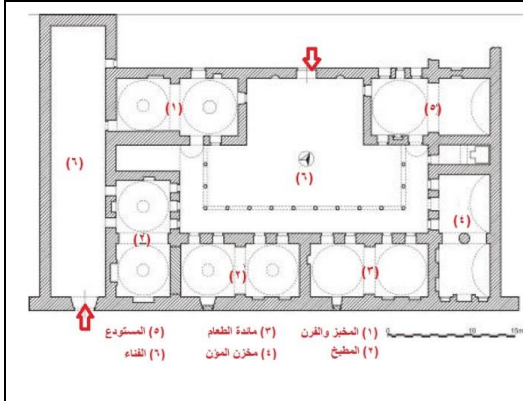 (١)
(٥)
(٦)
(٦)
(٤)
(٢)
(٢)
(٣)
(١) المخبز والفرن (٣) مائدة الطعام (٥) المستودع
(٢) المطبخ (٤) مخزن المؤن (٦) الفناء
0 10 15m